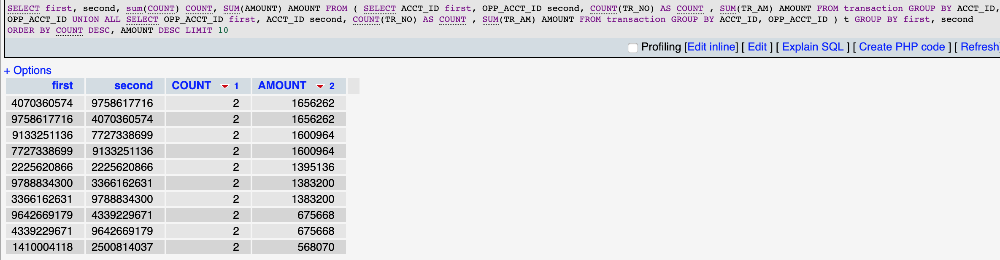 SELECT first, second, sum(COUNT) COUNT, SUM(AMOUNT) AMOUNT FROM ( SELECT ACCT_ID first, OPP_ACCT_ID second, COUNT(TR_NO) AS COUNT , SUM(TR_AM) AMOUNT FROM transaction GROUP BY ACCT_ID,
OPP_ACCT_ID UNION ALL SELECT OPP_ACCT_ID first, ACCT_ID second, COUNT(TR_NO) AS COUNT , SUM(TR_AM) AMOUNT FROM transaction GROUP BY ACCT_ID, OPP_ACCT_ID ) t GROUP BY first, second
ORDER BY COUNT DESC, AMOUNT DESC LIMIT 10
Profiling [Edit inline] [ Edit ] [ Explain SQL ] [ Create PHP code ] [ Refresh]
+ Options
first second COUNT 1 AMOUNT 2
4070360574 9758617716 2 1656262
9758617716 4070360574 2 1656262
9133251136 7727338699 2 1600964
7727338699 9133251136 2 1600964
2225620866 2225620866 2 1395136
9788834300 3366162631 2 1383200
3366162631 9788834300 2 1383200
9642669179 4339229671 2 675668
4339229671 9642669179 2 675668
1410004118 2500814037 2 568070